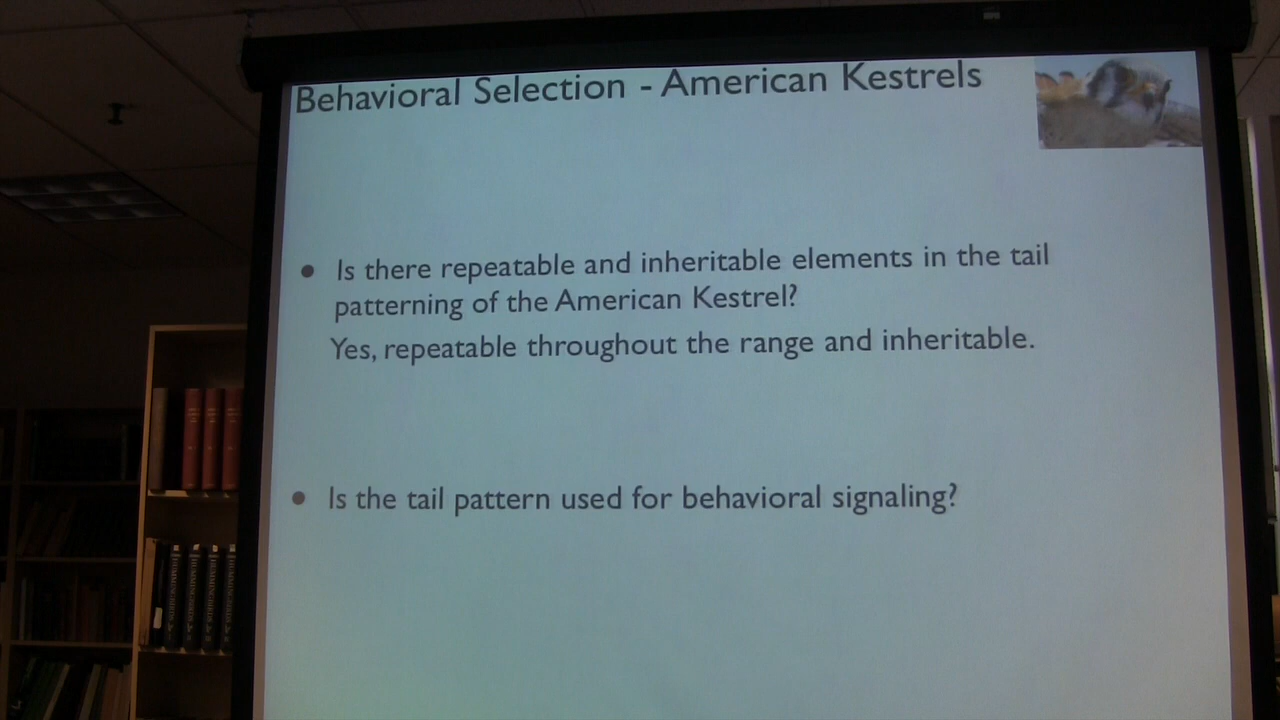 Behavioral Selection - American Kestrels
• Is there repeatable and inheritable elements in the tail
patterning of the American Kestrel?
Yes, repeatable throughout the range and inheritable.
• Is the tail pattern used for behavioral signaling?